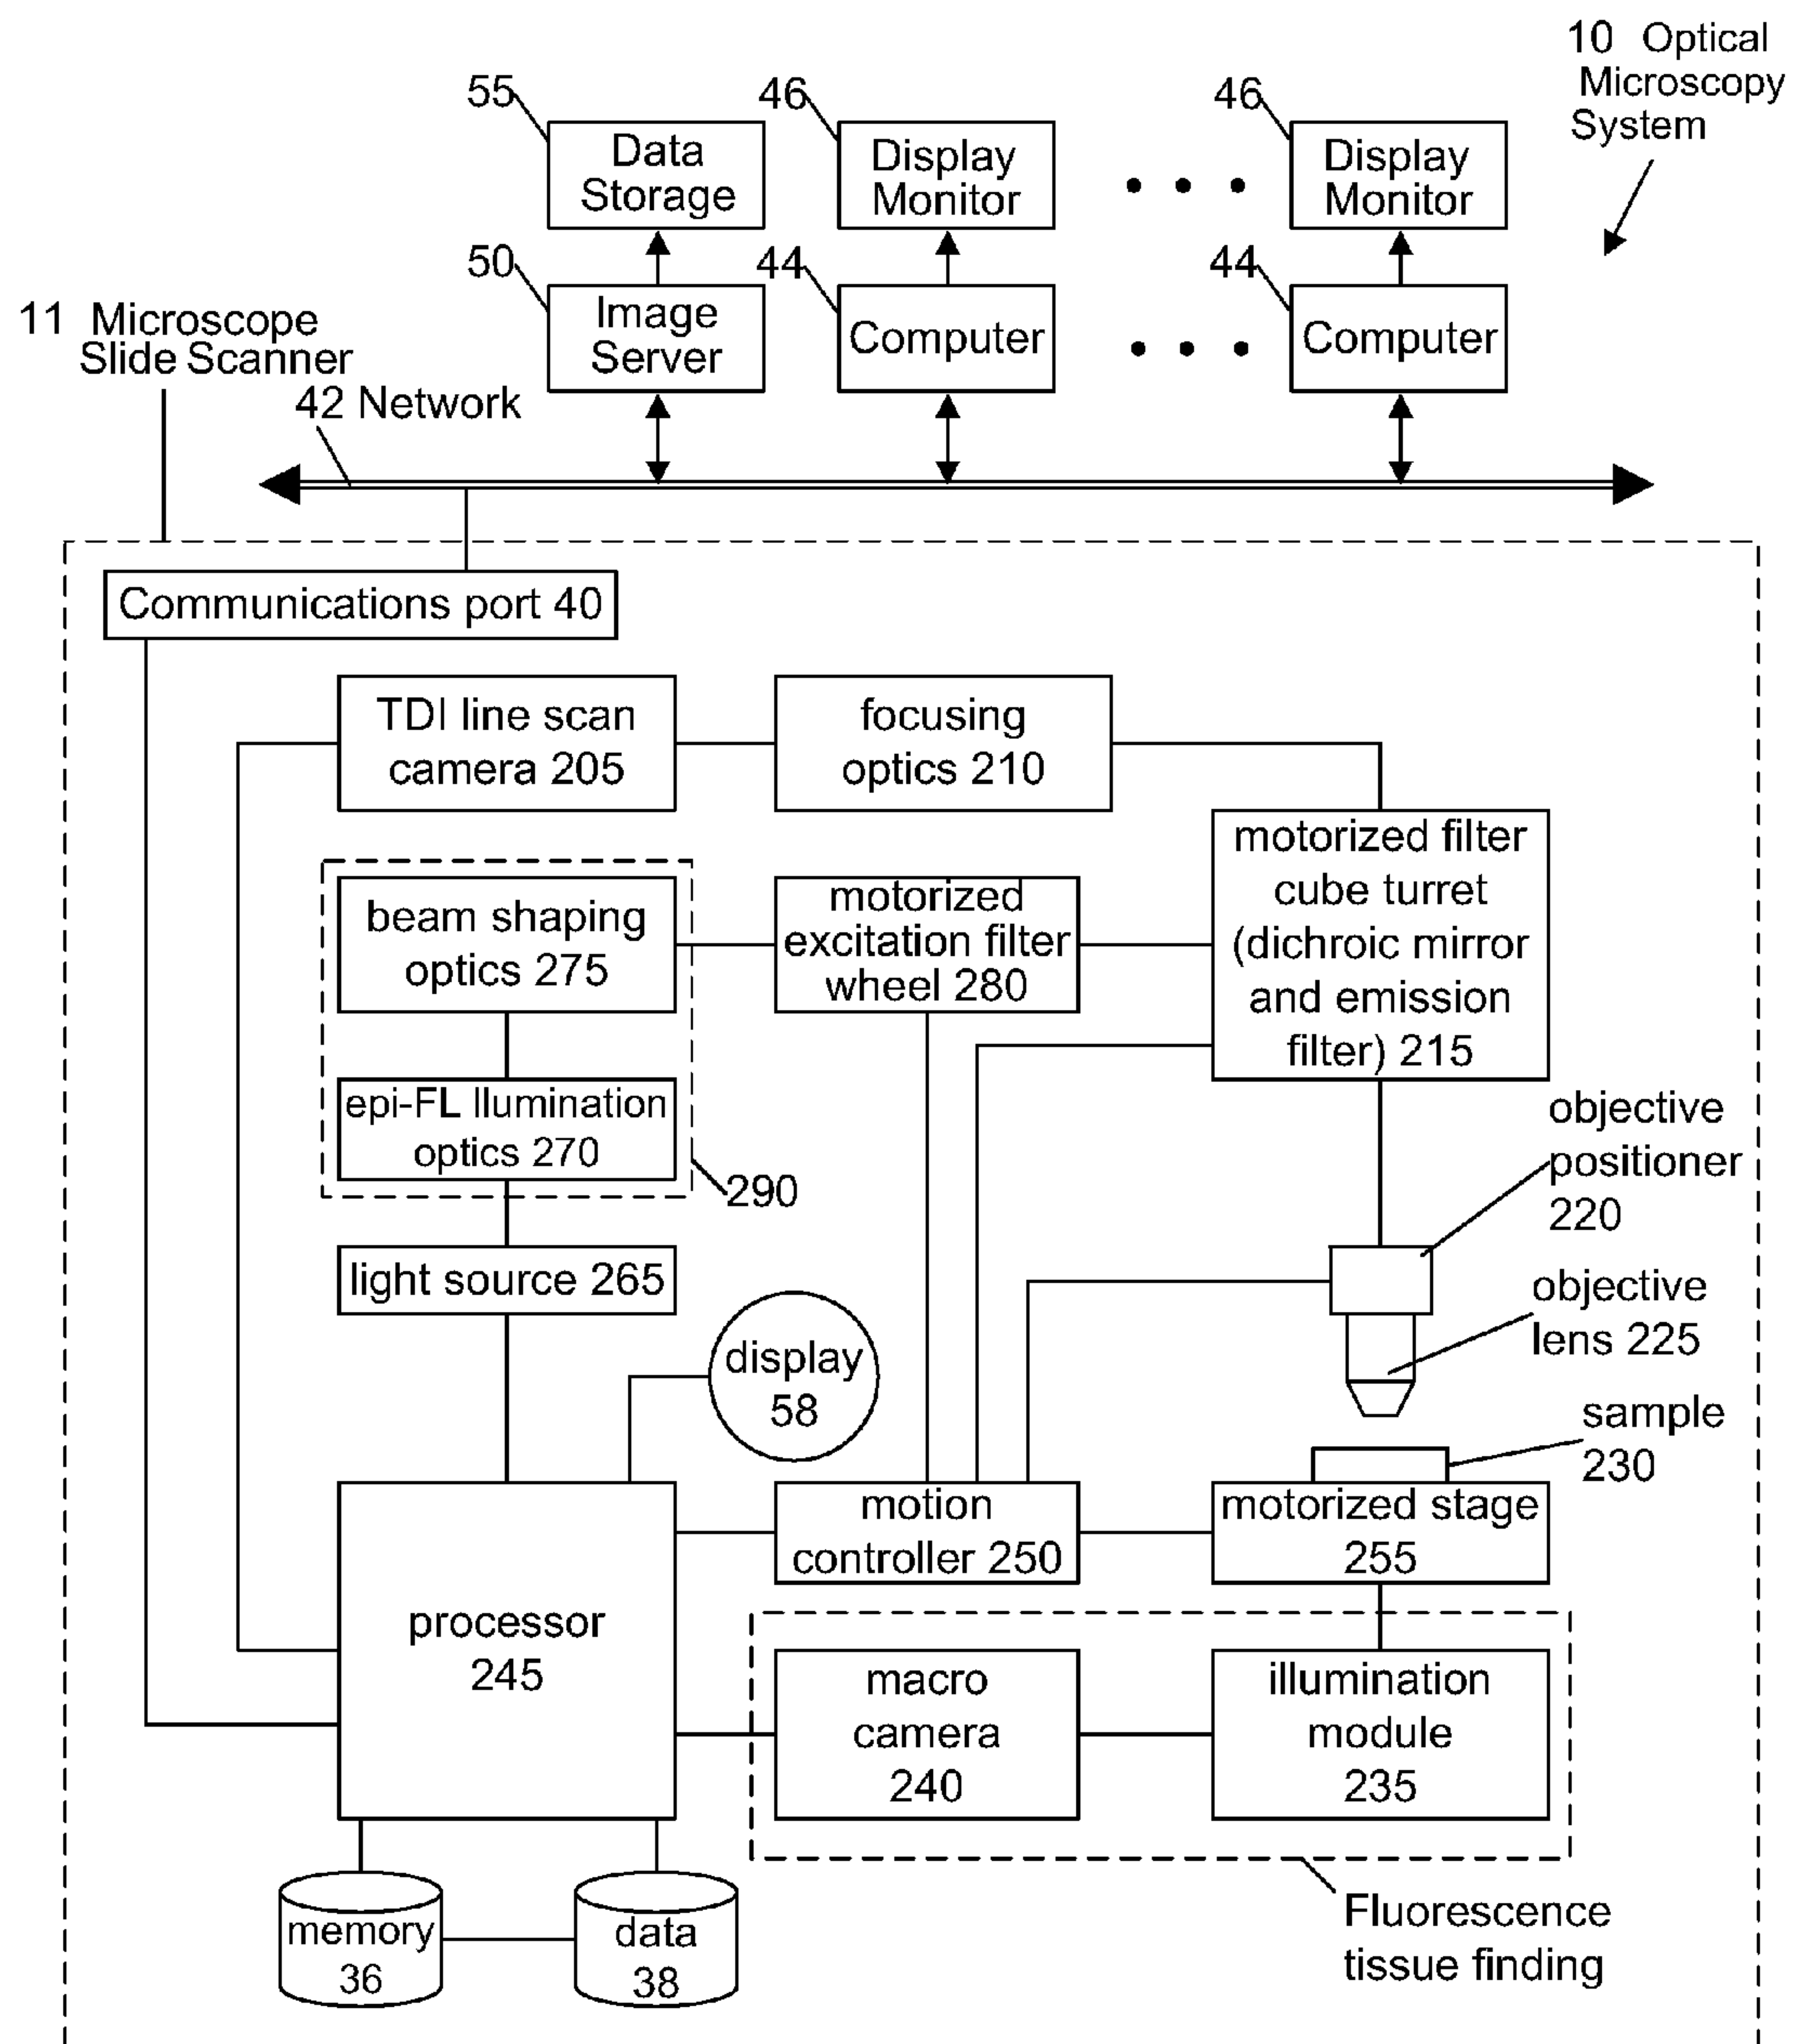 10 Optical
Microscopy
System
55
46
46
Data
Storage
Display
Monitor
Display
Monitor
50
44
44
Image
Server
Computer
Computer
11 Microscope
Slide Scanner
42 Network
Communications port 40
TDI line scan
camera 205
focusing
optics 210
motorized filter
cube turret
(dichroic mirror
and emission
filter) 215
beam shaping
optics 275
motorized
excitation filter
wheel 280
epi-FL Illumination
optics 270
290
objective
positioner
220
light source 265
objective
lens 225
display
58
sample
230
motion
controller 250
motorized stage
255
processor
245
macro
camera
240
illumination
module
235
memory
36
data
38
Fluorescence
tissue finding